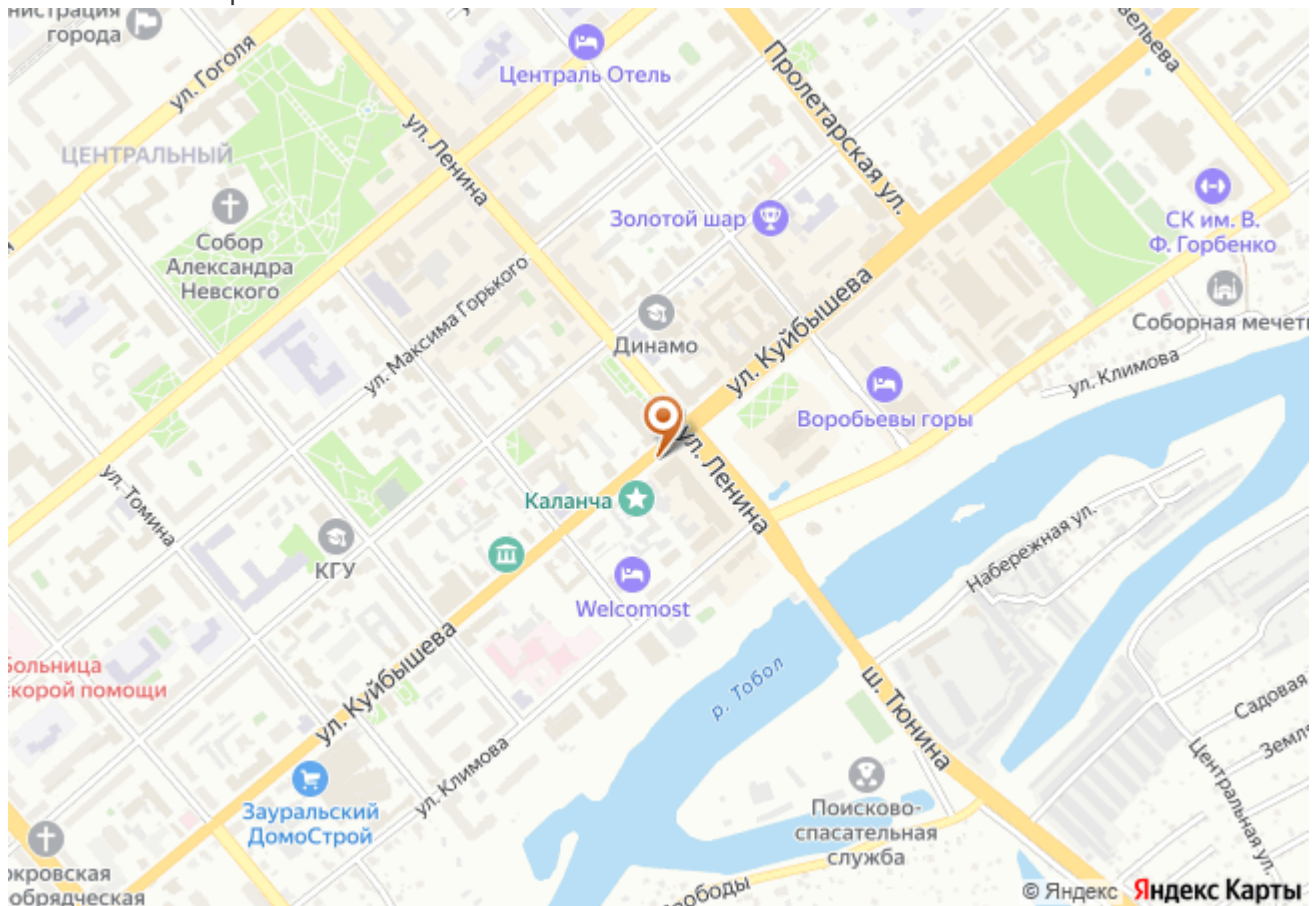 нистрация
города
ул. Гоголя
Централь Отель
Пролетарская ул.
ЦЕНТРАЛЬНЫЙ
ул. Ленина
Собор
Александра
Невского
Золотой шар
СК им. В.
Ф. Горбенко
ул. Максима Горького
Динамо
ул. Куйбышева
Соборная мечеть
ул. Климова
Воробьевы горы
ул. Ленина
ул. Томина
Каланча
КГУ
Набережная ул.
Welcomost
Больница
скорой помощи
ул. Куйбышева
р. Тобол
ш. Тюнина
Садовая
Земля
Центральная ул.
ул. Климова
Зауральский
ДомоСтрой
Поисково-
спасательная
служба
окровская
обрядческая
ободы
© Яндекс Яндекс Карты